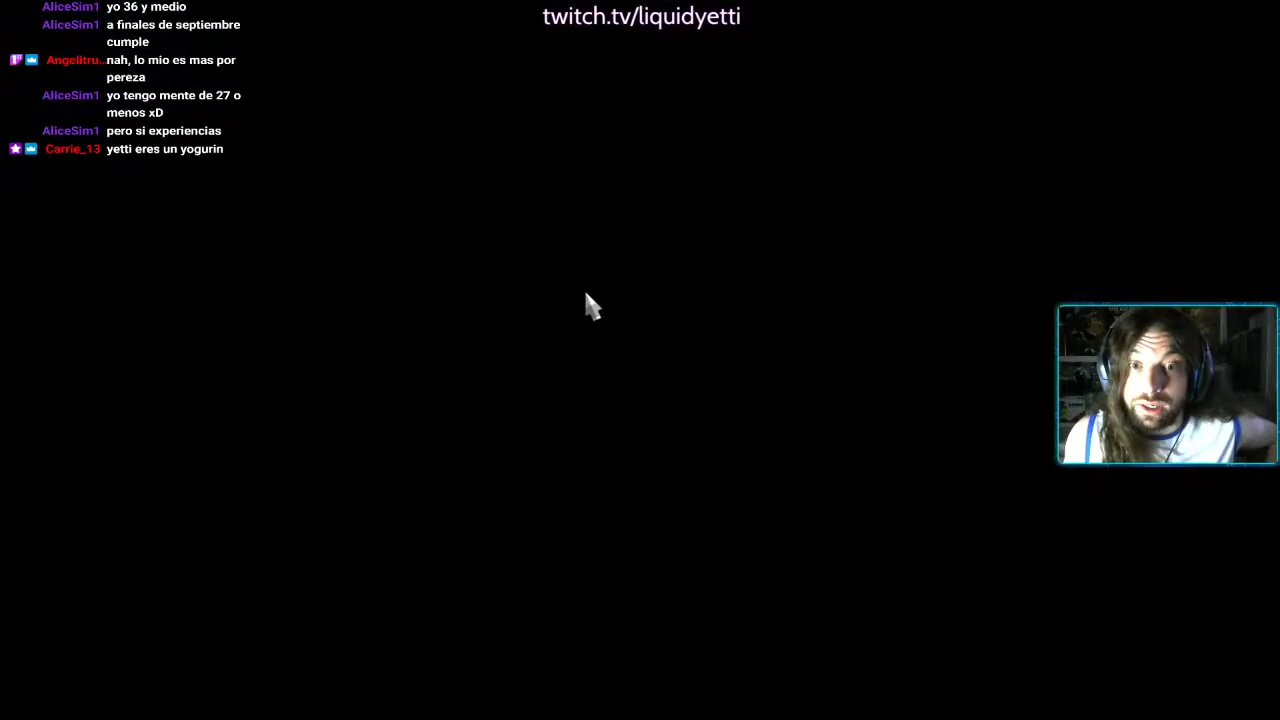 twitch.tv/liquidyetti
AliceSim1 yo 36 y medio
AliceSim1 a finales de septiembre
cumple
Angelitru... nah, lo mio es mas por
pereza
AliceSim1 yo tengo mente de 27 o
menos xD
AliceSim1 pero si experiencias
Carrie_13 yetti eres un yogurin